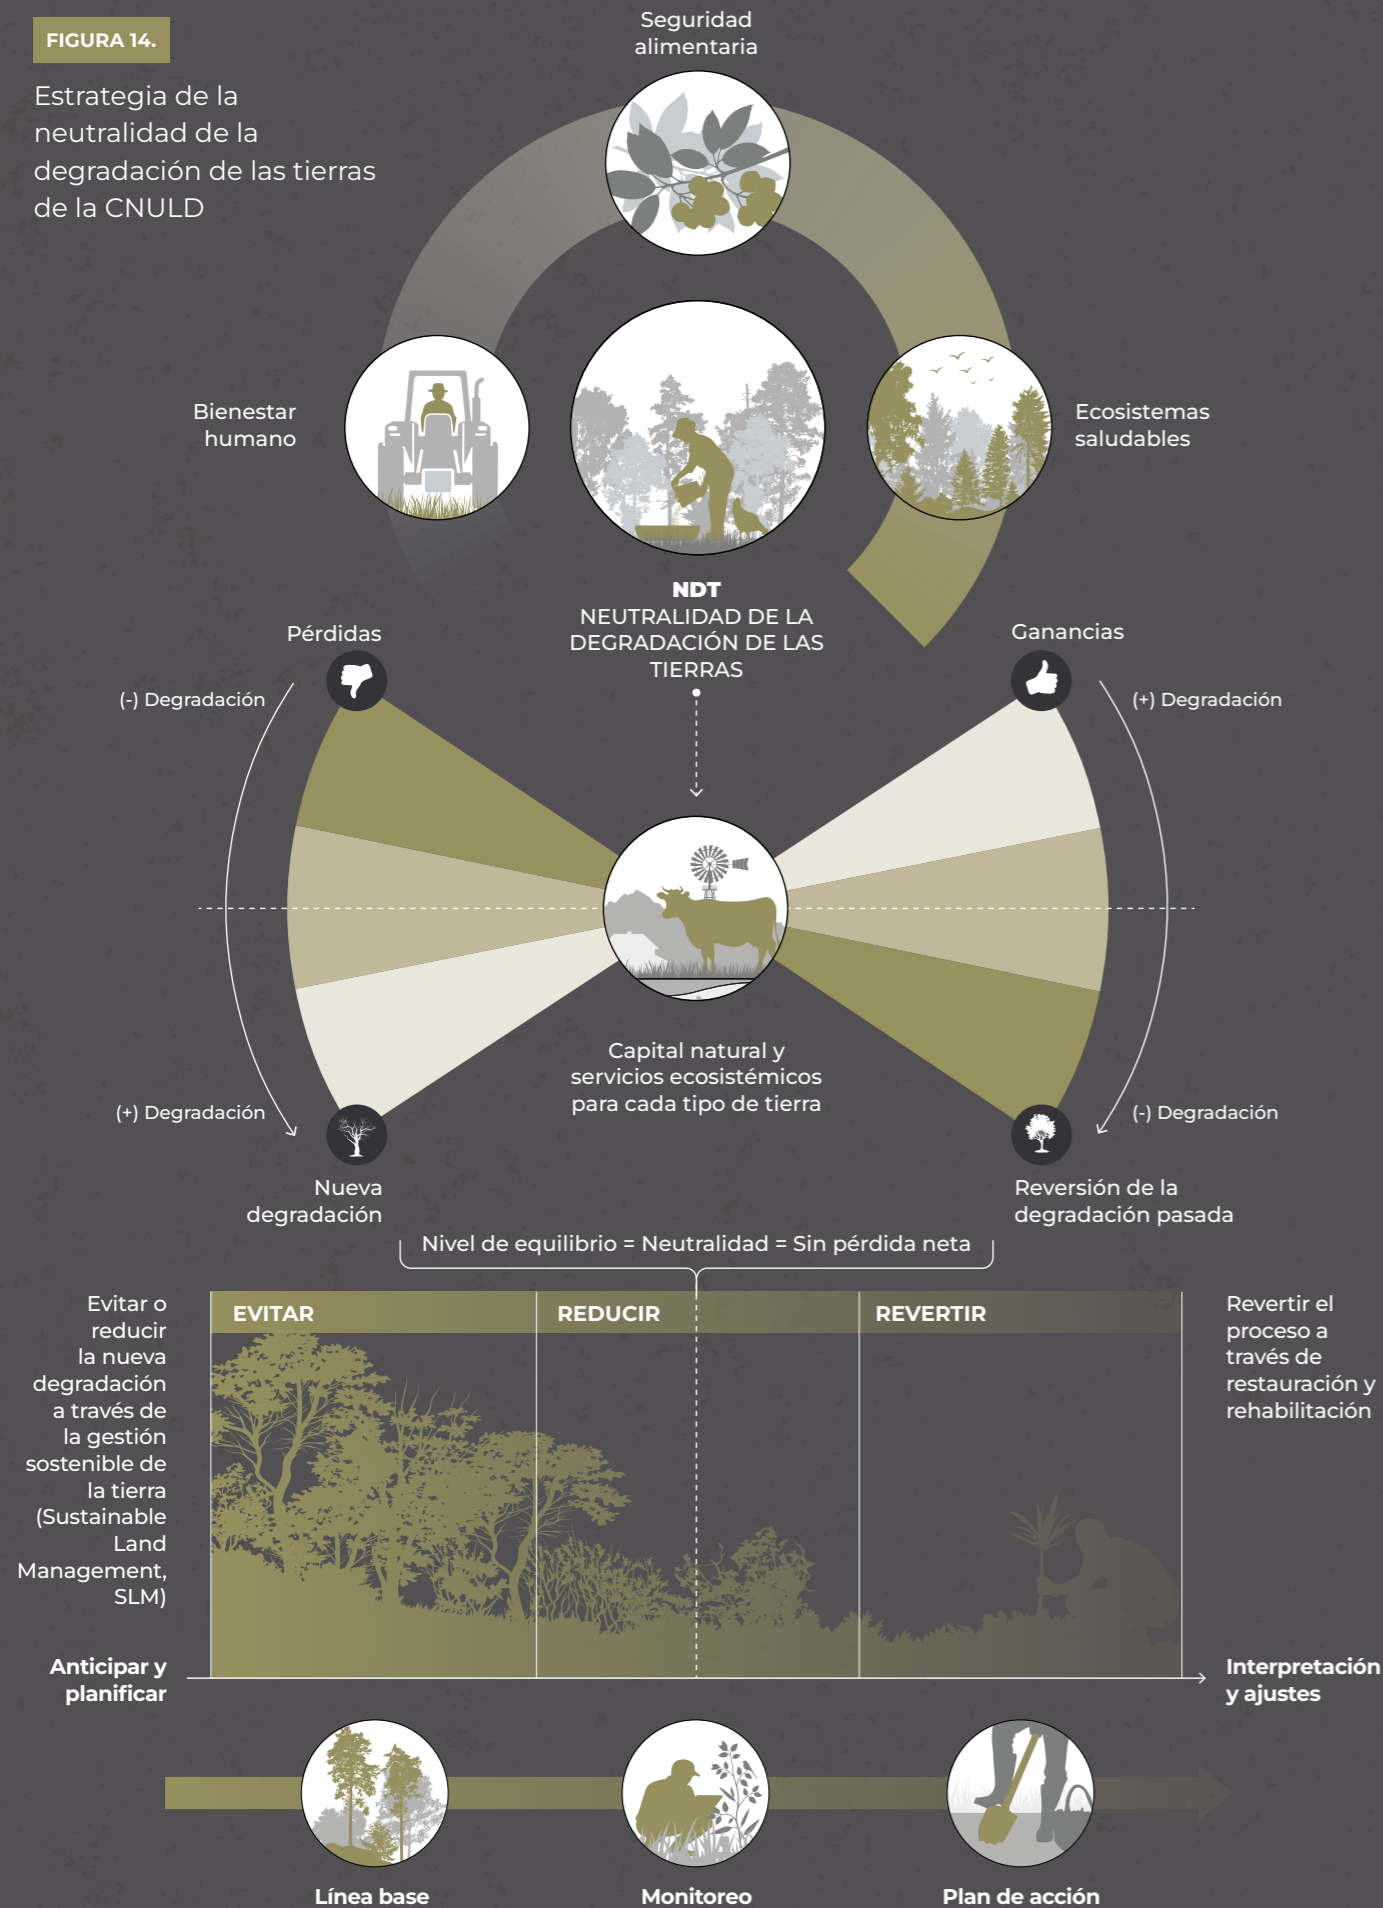 FIGURA 14.
Estrategia de la
neutralidad de la
degradación de las tierras
de la CNULD
Seguridad
alimentaria
Bienestar
humano
Ecosistemas
saludables
NDT
NEUTRALIDAD DE LA
DEGRADACIÓN DE LAS
TIERRAS
Pérdidas
Ganancias
(-) Degradación
(+) Degradación
Capital natural y
servicios ecosistémicos
para cada tipo de tierra
(+) Degradación
(-) Degradación
Nueva
degradación
Reversión de la
degradación pasada
Nivel de equilibrio = Neutralidad = Sin pérdida neta
Evitar o
reducir
la nueva
degradación
a través de
la gestión
sostenible de
la tierra
(Sustainable
Land
Management,
SLM)
EVITAR
REDUCIR
REVERTIR
Revertir el
proceso a
través de
restauración y
rehabilitación
Anticipar y
planificar
Interpretación
y ajustes
Línea base
Monitoreo
Plan de acción